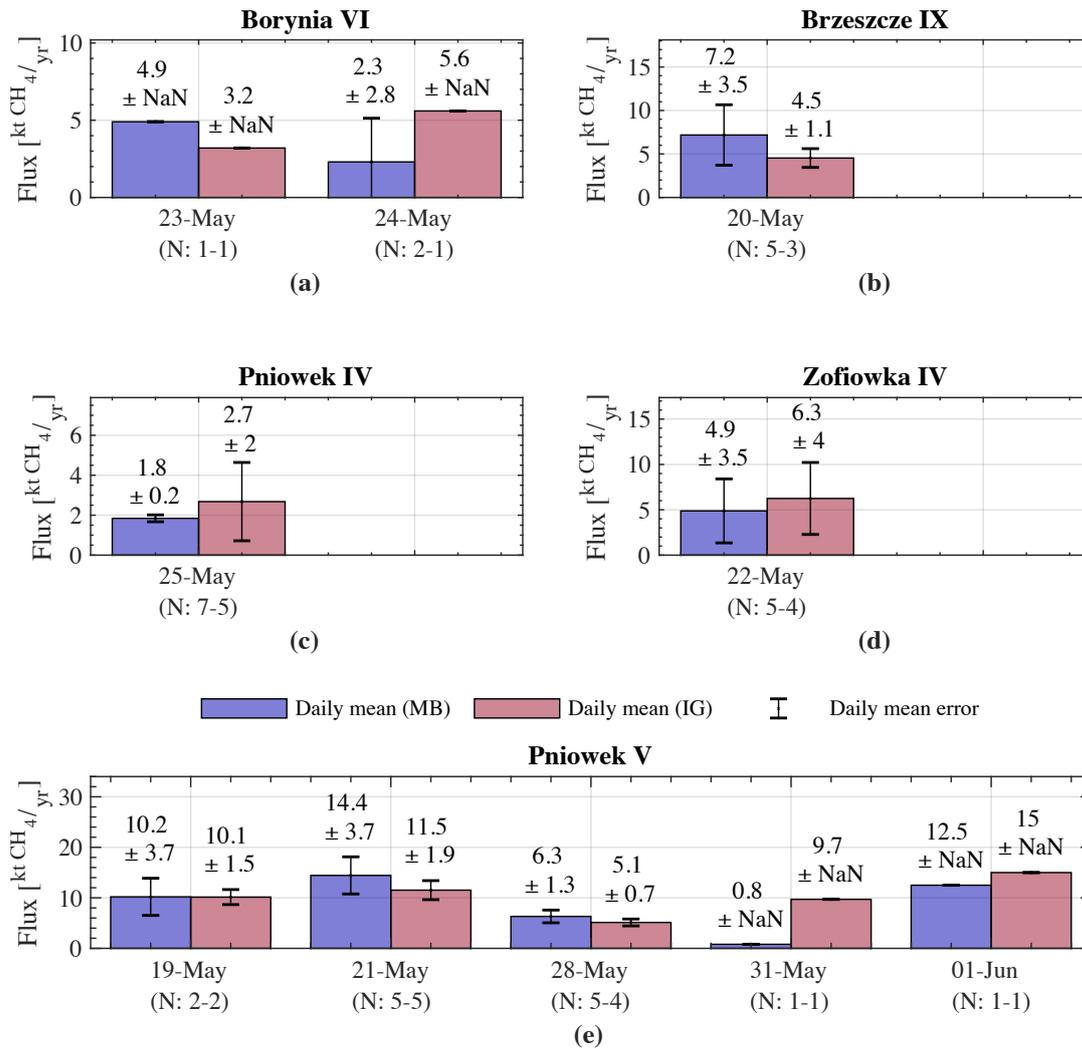 Borynia VI
Flux [kt CH4/yr]
10
5
0
4.9
± NaN
3.2
± NaN
2.3
± 2.8
5.6
± NaN
23-May
(N: 1-1)
24-May
(N: 2-1)
(a)
Brzeszcze IX
Flux [kt CH4/yr]
15
10
5
0
7.2
± 3.5
4.5
± 1.1
20-May
(N: 5-3)
(b)
Pniowek IV
Flux [kt CH4/yr]
6
4
2
0
1.8
± 0.2
2.7
± 2
25-May
(N: 7-5)
(c)
Zofiowka IV
Flux [kt CH4/yr]
15
10
5
0
4.9
± 3.5
6.3
± 4
22-May
(N: 5-4)
(d)
Daily mean (MB)
Daily mean (IG)
Daily mean error
Pniowek V
Flux [kt CH4/yr]
30
20
10
0
10.2
± 3.7
10.1
± 1.5
14.4
± 3.7
11.5
± 1.9
6.3
± 1.3
5.1
± 0.7
0.8
± NaN
9.7
± NaN
12.5
± NaN
15
± NaN
19-May
(N: 2-2)
21-May
(N: 5-5)
28-May
(N: 5-4)
31-May
(N: 1-1)
01-Jun
(N: 1-1)
(e)